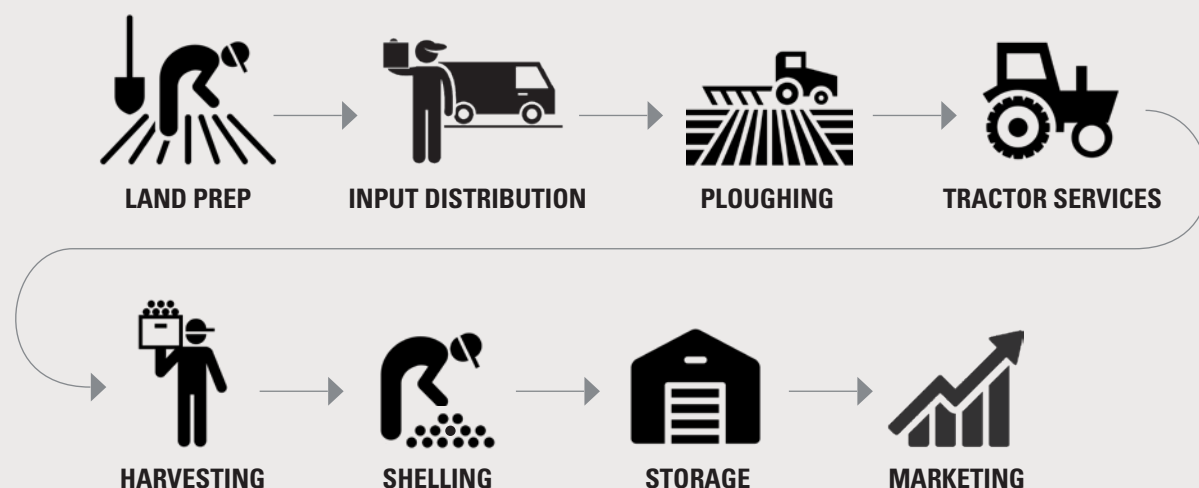 LAND PREP
INPUT DISTRIBUTION
PLOUGHING
TRACTOR SERVICES
HARVESTING
SHELLING
STORAGE
MARKETING